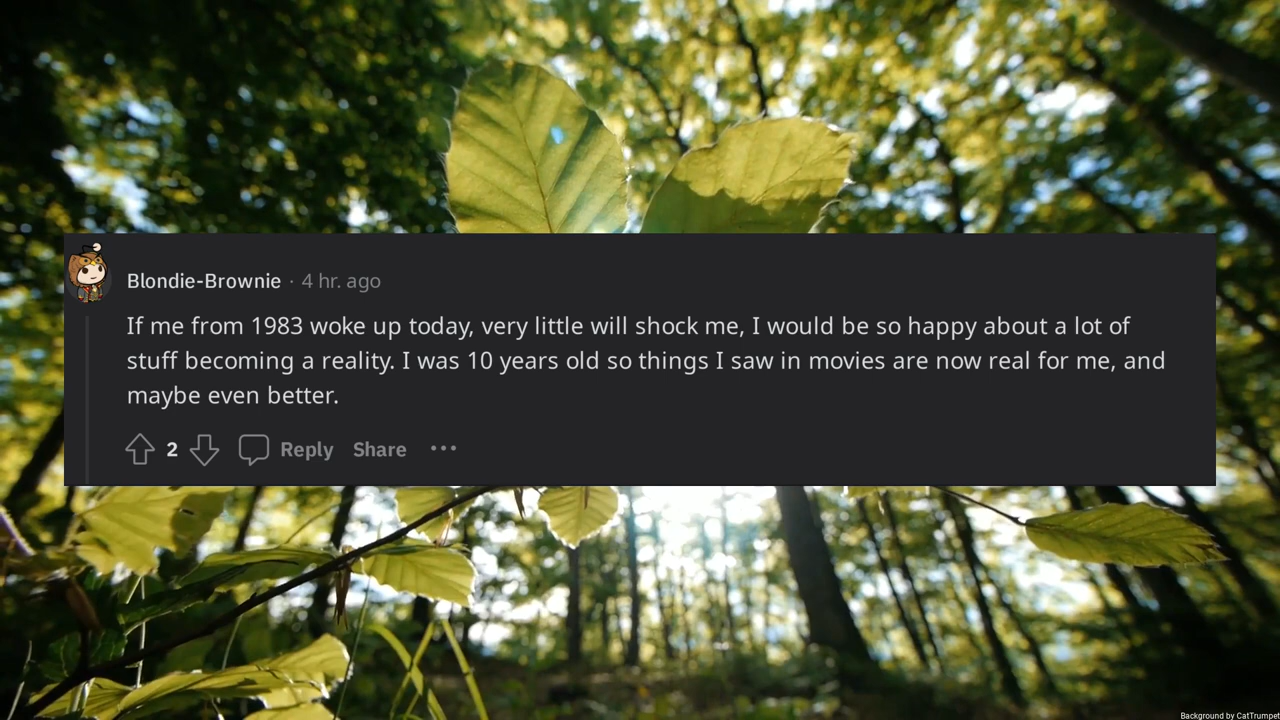 Blondie-Brownie · 4 hr. ago
If me from 1983 woke up today, very little will shock me, I would be so happy about a lot of
stuff becoming a reality. I was 10 years old so things I saw in movies are now real for me, and
maybe even better.
2 Reply Share ···
Background by CatTrumpet